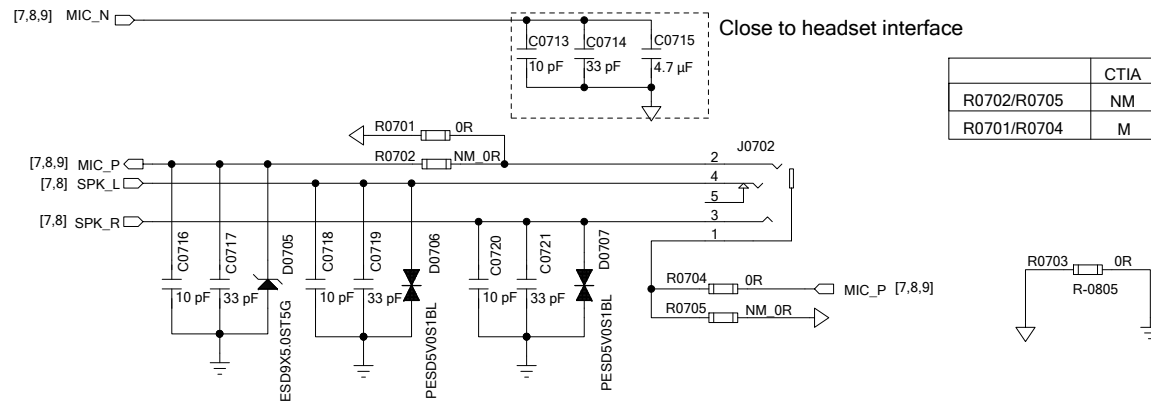 [7,8,9] MIC_N
C0713
C0714
C0715
10 pF
33 pF
4.7 µF
Close to headset interface
CTIA
R0702/R0705 NM
R0701/R0704 M
R0701 0R
R0702 NM_0R
[7,8,9] MIC_P
[7,8] SPK_L
[7,8] SPK_R
J0702
2
4
5
3
1
C0716
10 pF
C0717
33 pF
D0705
ESD9X5.0ST5G
C0718
10 pF
C0719
33 pF
D0706
PESD5V0S1BL
C0720
10 pF
C0721
33 pF
D0707
PESD5V0S1BL
R0704 0R
MIC_P [7,8,9]
R0705 NM_0R
R0703 0R
R-0805